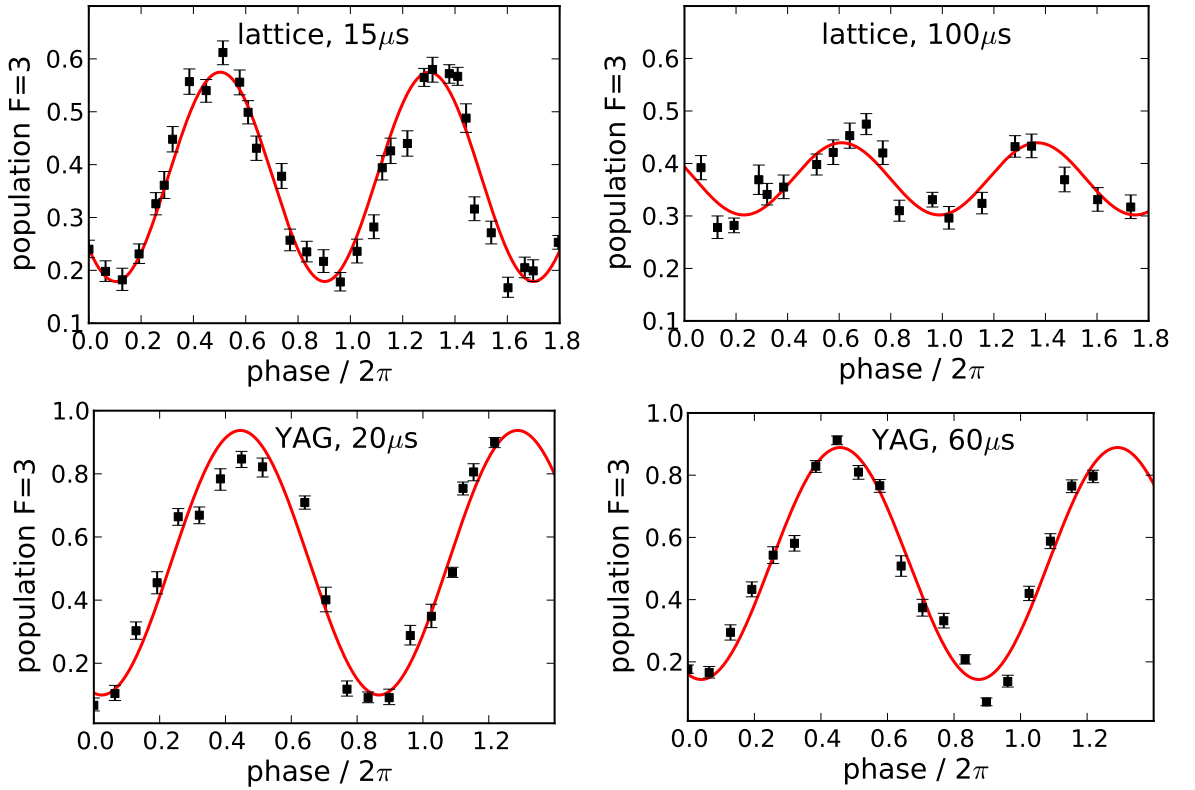 lattice, 15μs
population F=3
0.6
0.5
0.4
0.3
0.2
0.1
0.0 0.2 0.4 0.6 0.8 1.0 1.2 1.4 1.6 1.8
phase / 2π
lattice, 100μs
population F=3
0.6
0.5
0.4
0.3
0.2
0.1
0.0 0.2 0.4 0.6 0.8 1.0 1.2 1.4 1.6 1.8
phase / 2π
YAG, 20μs
population F=3
1.0
0.8
0.6
0.4
0.2
0.0 0.2 0.4 0.6 0.8 1.0 1.2
phase / 2π
YAG, 60μs
population F=3
1.0
0.8
0.6
0.4
0.2
0.0 0.2 0.4 0.6 0.8 1.0 1.2
phase / 2π